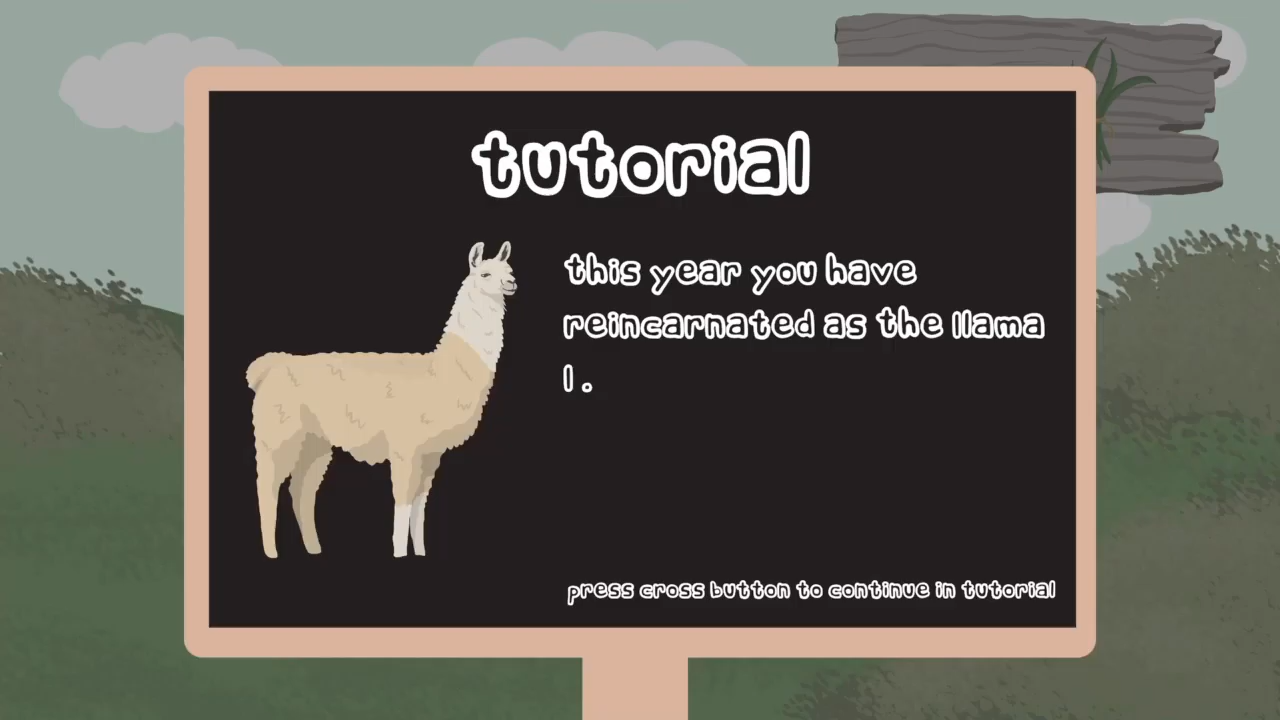 tutorial
this year you have
reincarnated as the llama
l .
press cross button to continue in tutorial